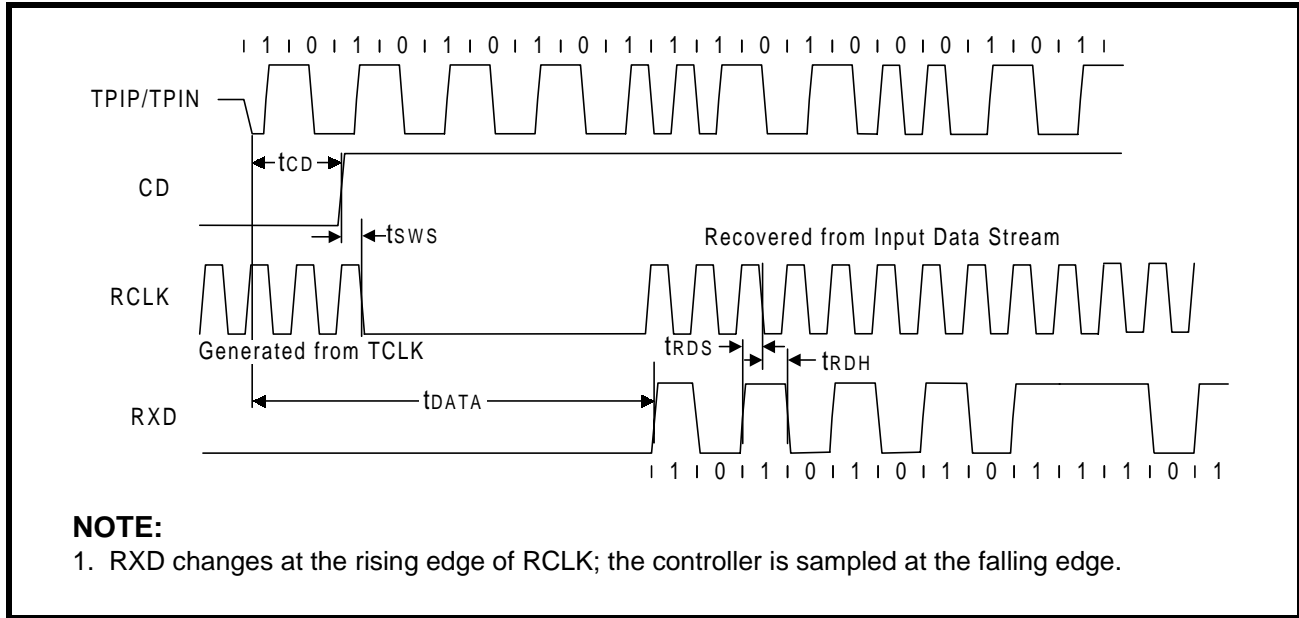 1 0 1 0 1 0 1 0 1 1 1 0 1 0 0 0 1 0 1
TPIP/TPIN
tCD
CD
tSWS
Recovered from Input Data Stream
RCLK
Generated from TCLK
tRDS
tRDH
tDATA
RXD
1 0 1 0 1 0 1 0 1 1 1 0 1
NOTE:
1. RXD changes at the rising edge of RCLK; the controller is sampled at the falling edge.